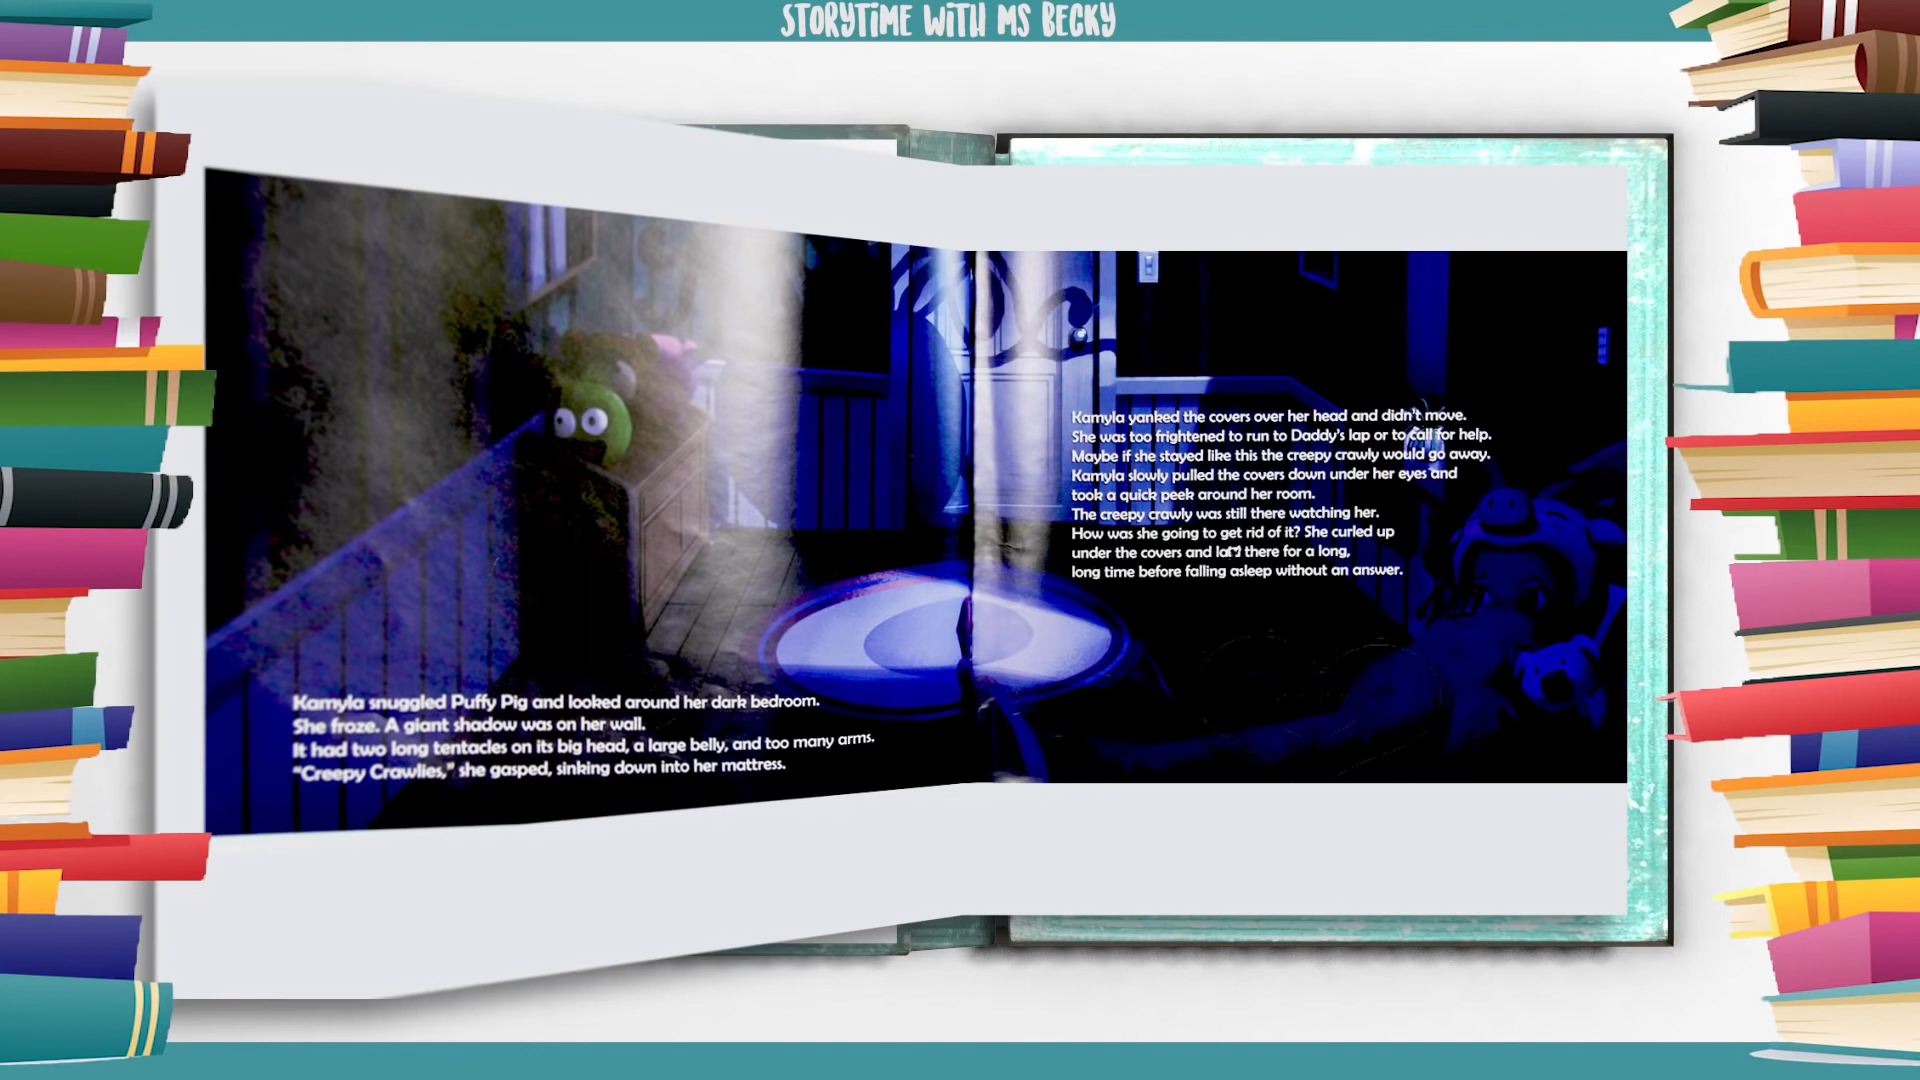 STORYTIME WITH MS BECKY
Kamyla snuggled Puffy Pig and looked around her dark bedroom.
She froze. A giant shadow was on her wall.
It had two long tentacles on its big head, a large belly, and too many arms.
“Creepy Crawlies,” she gasped, sinking down into her mattress.
Kamyla yanked the covers over her head and didn't move.
She was too frightened to run to Daddy's lap or to call for help.
Maybe if she stayed like this the creepy crawly would go away.
Kamyla slowly pulled the covers down under her eyes and
took a quick peek around her room.
The creepy crawly was still there watching her.
How was she going to get rid of it? She curled up
under the covers and there for a long,
long time before falling asleep without an answer.